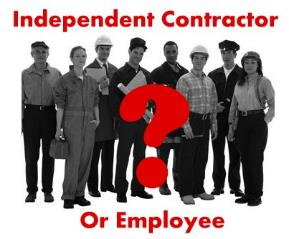 Independent Contractor
?
Or Employee